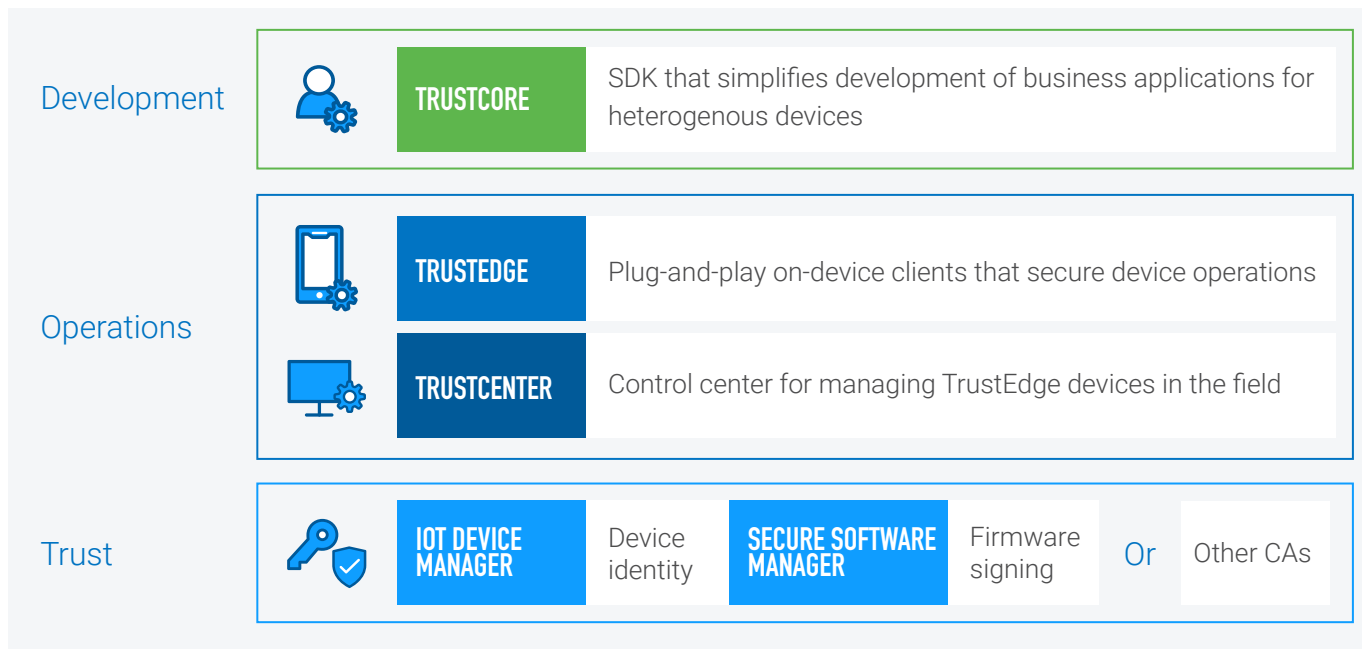 Development
TRUSTCORE
SDK that simplifies development of business applications for
heterogenous devices
Operations
TRUSTEDGE
Plug-and-play on-device clients that secure device operations
TRUSTCENTER
Control center for managing TrustEdge devices in the field
Trust
IOT DEVICE
MANAGER
Device
identity
SECURE SOFTWARE
MANAGER
Firmware
signing
Or
Other CAs